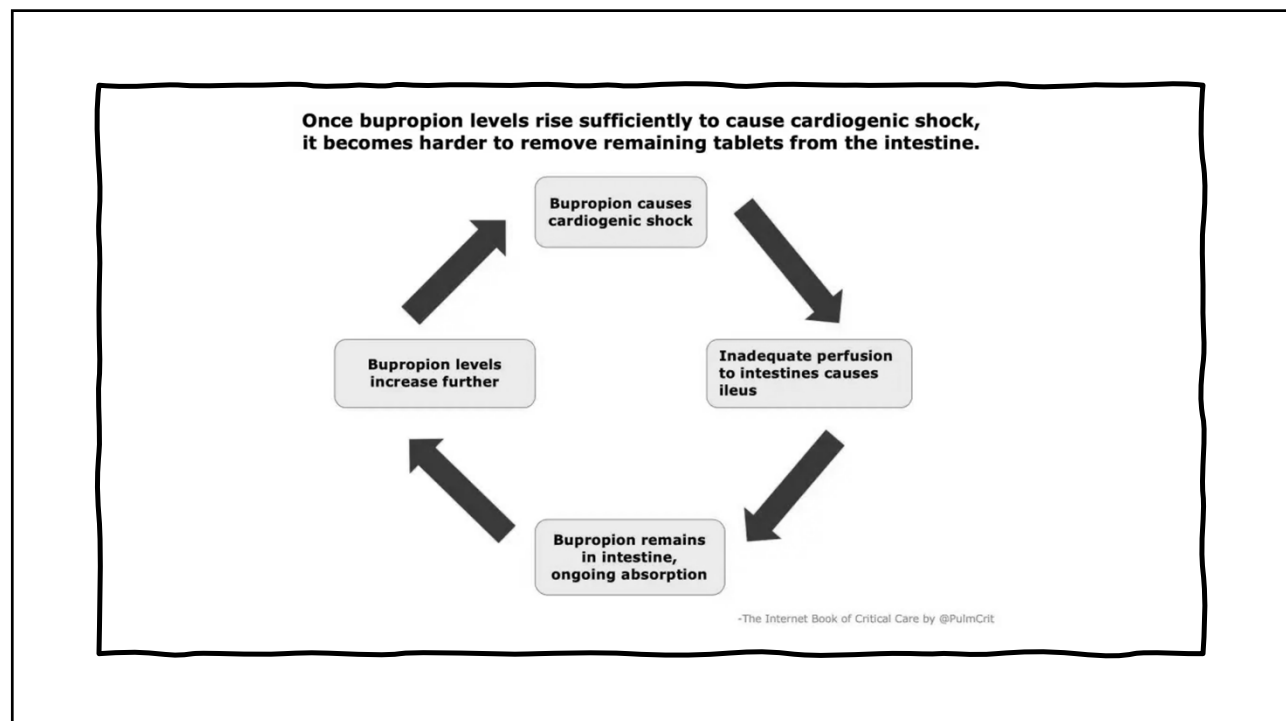 Once bupropion levels rise sufficiently to cause cardiogenic shock,
it becomes harder to remove remaining tablets from the intestine.
Bupropion causes
cardiogenic shock
Inadequate perfusion
to intestines causes
ileus
Bupropion remains
in intestine,
ongoing absorption
Bupropion levels
increase further
-The Internet Book of Critical Care by @PulmCrit